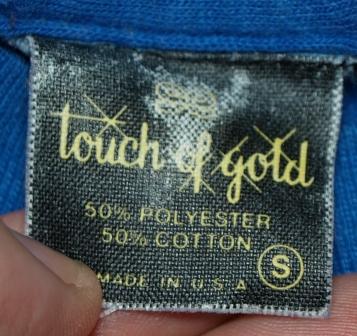 touch of gold
50% POLYESTER
50% COTTON
S
MADE IN U.S.A